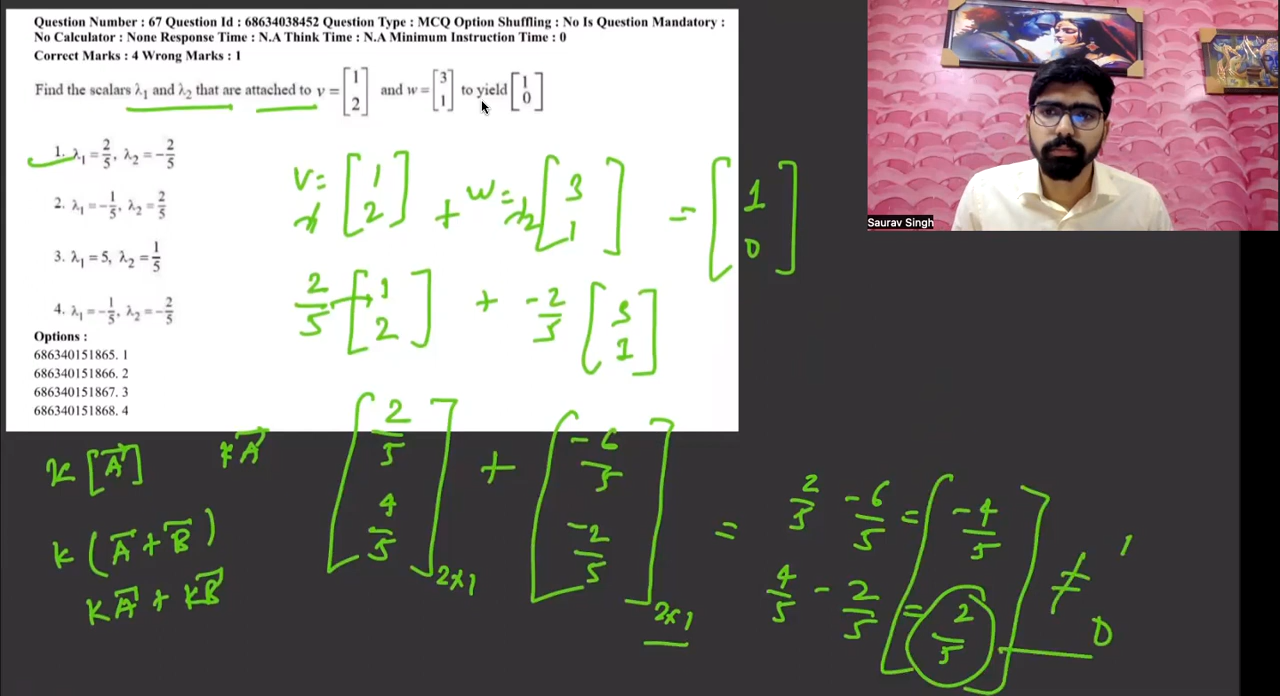 Question Number : 67 Question Id : 68634038452 Question Type : MCQ Option Shuffling : No Is Question Mandatory :
No Calculator : None Response Time : N.A Think Time : N.A Minimum Instruction Time : 0
Correct Marks : 4 Wrong Marks : 1
Find the scalars λ₁ and λ₂ that are attached to v = [1 2] and w = [3 1] to yield [1 0]
1. λ₁ = 2/5, λ₂ = -2/5
2. λ₁ = -1/5, λ₂ = 2/5
3. λ₁ = 5, λ₂ = 1/5
4. λ₁ = -1/5, λ₂ = -2/5
Options :
686340151865. 1
686340151866. 2
686340151867. 3
686340151868. 4
V= [1 2] + W= λ2 [3 1] = [1 0]
2/5 [1 2] + -2/5 [3 1]
[2/5 4/5] 2×1 + [-6/5 -2/5] 2×1 =
2/5 - 6/5 = [-4/5
4/5 - 2/5 = 2/5] ≠ 1 0
K [A⃗] KA⃗
K (A⃗ + B⃗)
KA⃗ + KB⃗
Saurav Singh